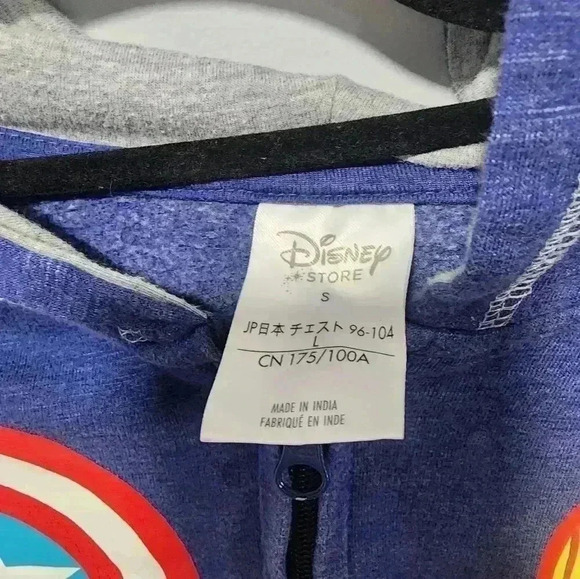 Disney
STORE
S
JP日本 チェスト 96-104
L
CN 175/100A
MADE IN INDIA
FABRIQUÉ EN INDE